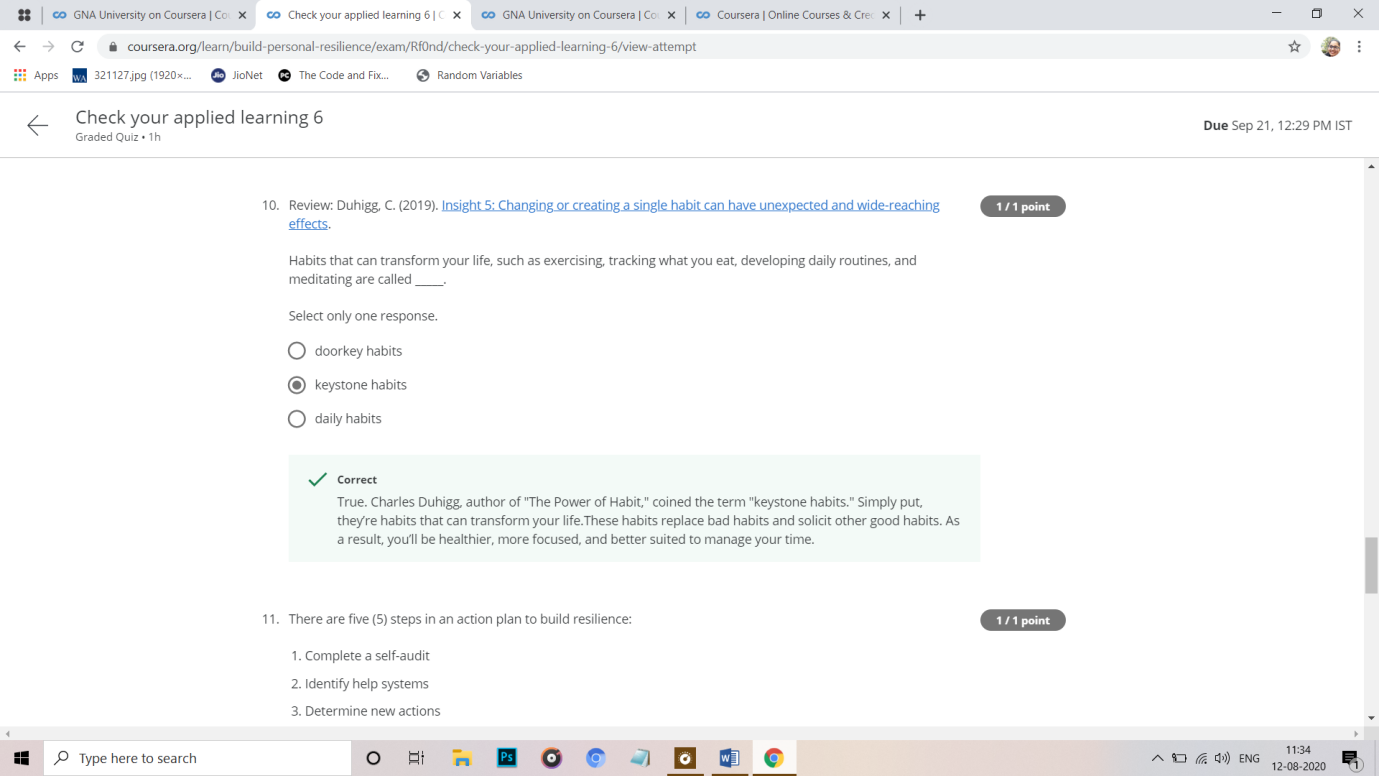 GNA University on Coursera | Co
Check your applied learning 6 | C
GNA University on Coursera | Co
Coursera | Online Courses & Cre
coursera.org/learn/build-personal-resilience/exam/Rf0nd/check-your-applied-learning-6/view-attempt
Apps
321127.jpg (1920×...
Jio JioNet
PC The Code and Fix...
Random Variables
Check your applied learning 6
Graded Quiz • 1h
Due Sep 21, 12:29 PM IST
10. Review: Duhigg, C. (2019). Insight 5: Changing or creating a single habit can have unexpected and wide-reaching
effects.
1 / 1 point
Habits that can transform your life, such as exercising, tracking what you eat, developing daily routines, and
meditating are called _____.
Select only one response.
doorkey habits
keystone habits
daily habits
Correct
True. Charles Duhigg, author of "The Power of Habit," coined the term "keystone habits." Simply put,
they’re habits that can transform your life.These habits replace bad habits and solicit other good habits. As
a result, you’ll be healthier, more focused, and better suited to manage your time.
11. There are five (5) steps in an action plan to build resilience:
1 / 1 point
1. Complete a self-audit
2. Identify help systems
3. Determine new actions
Type here to search
Ps
W
ENG
11:34
12-08-2020
1